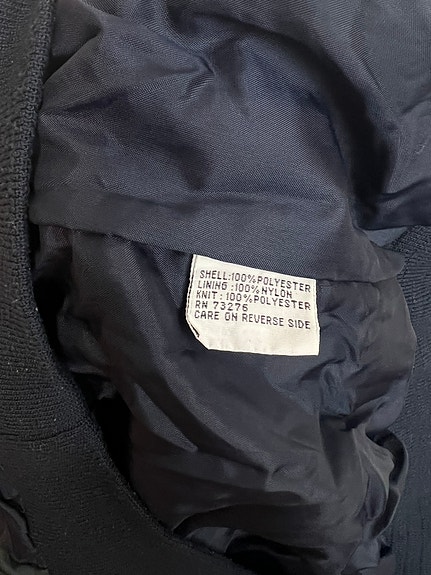 SHELL:100%POLYESTER
LINING:100%NYLON
KNIT:100%POLYESTER
RN 73276
CARE ON REVERSE SIDE